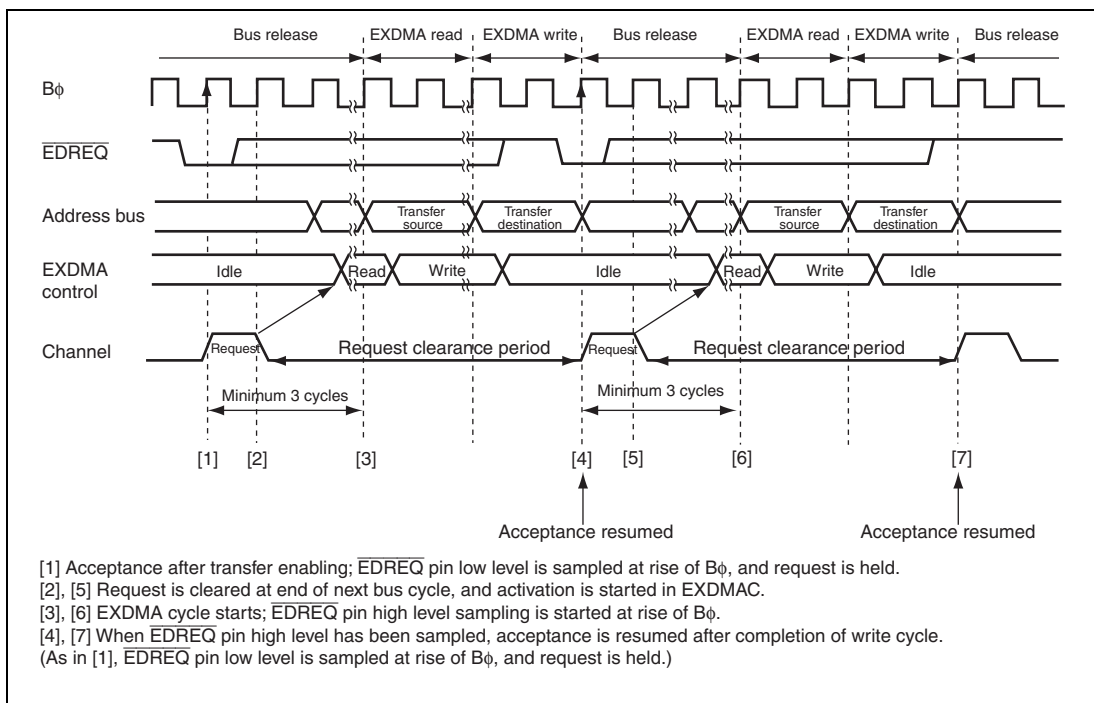 Bus release EXDMA read EXDMA write Bus release EXDMA read EXDMA write Bus release
Bϕ
EDREQ
Address bus Transfer source Transfer destination Transfer source Transfer destination
EXDMA control Idle Read Write Idle Read Write Idle
Channel Request Request clearance period Request Request clearance period
Minimum 3 cycles Minimum 3 cycles
[1] [2] [3] [4] [5] [6] [7]
Acceptance resumed Acceptance resumed
[1] Acceptance after transfer enabling; EDREQ pin low level is sampled at rise of Bϕ, and request is held.
[2], [5] Request is cleared at end of next bus cycle, and activation is started in EXDMAC.
[3], [6] EXDMA cycle starts; EDREQ pin high level sampling is started at rise of Bϕ.
[4], [7] When EDREQ pin high level has been sampled, acceptance is resumed after completion of write cycle.
(As in [1], EDREQ pin low level is sampled at rise of Bϕ, and request is held.)